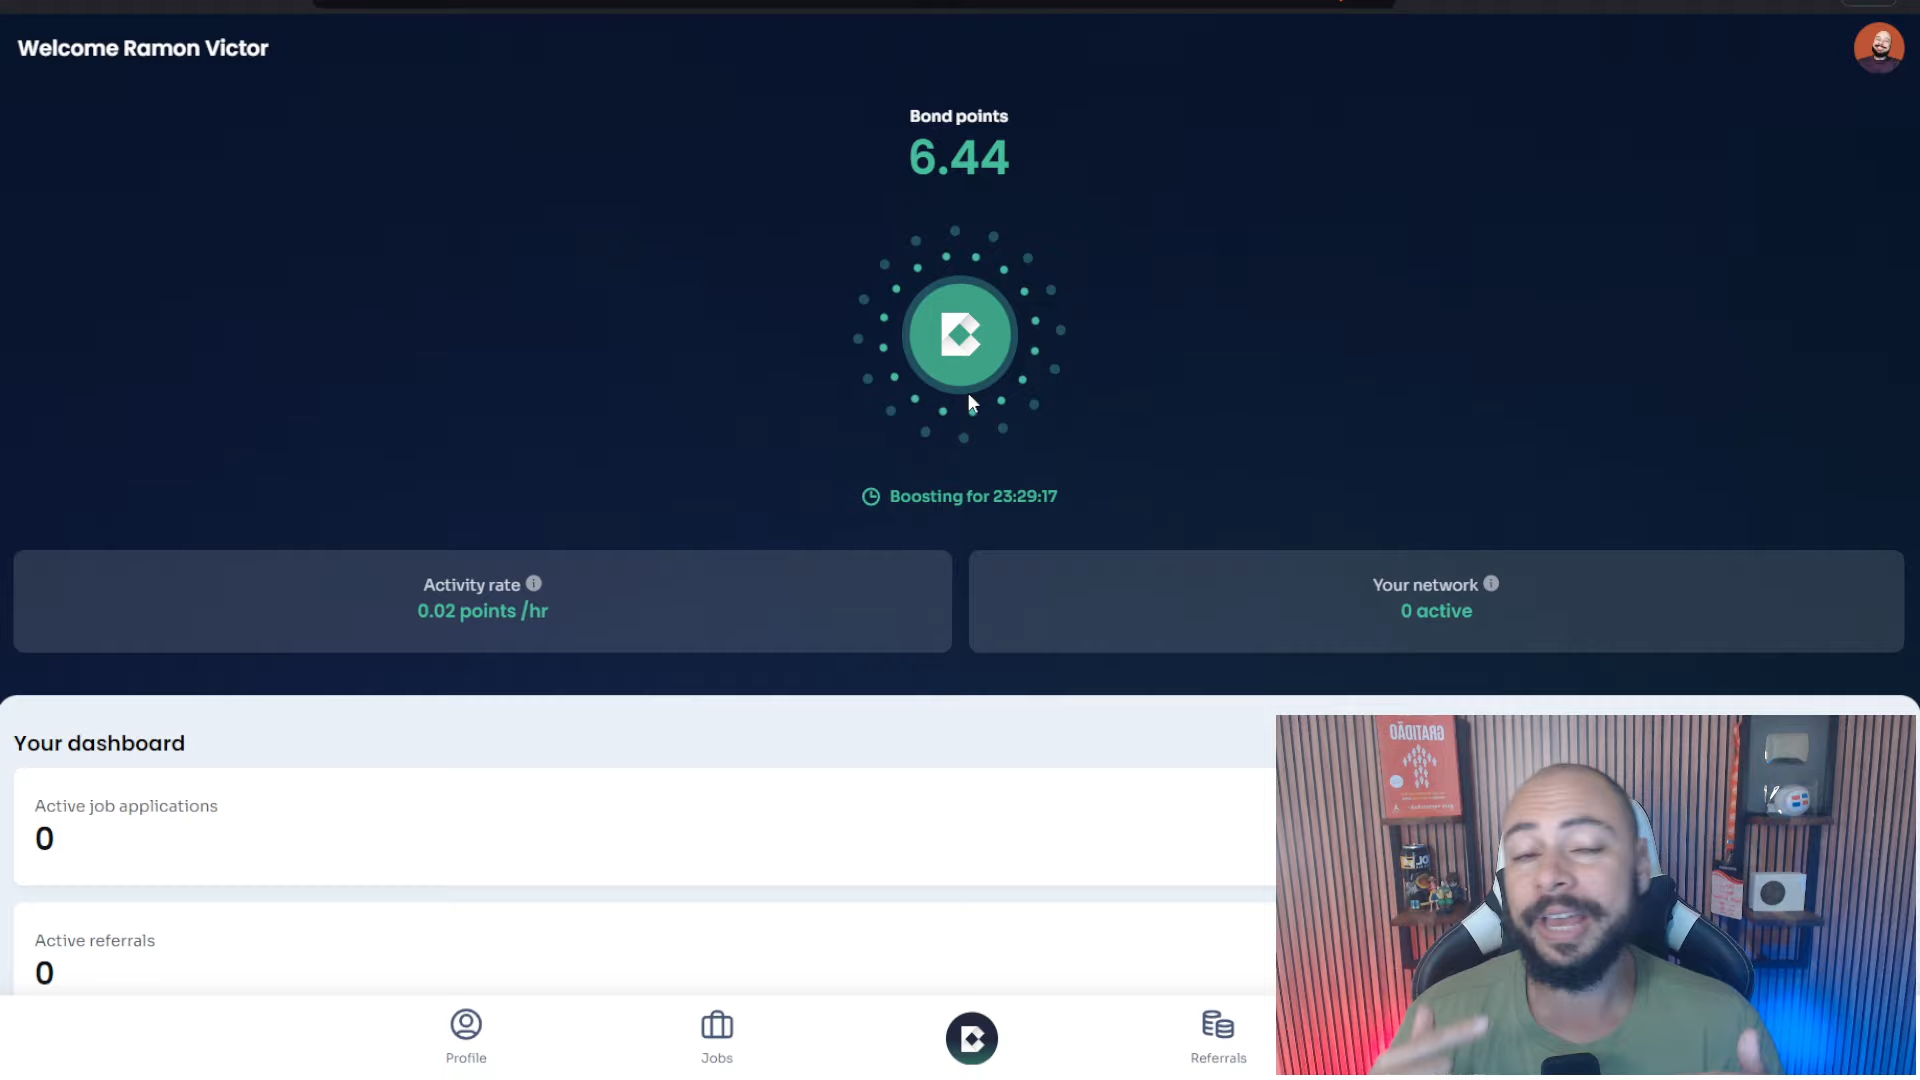 Welcome Ramon Victor
Bond points
6.44
Boosting for 23:29:17
Activity rate
0.02 points /hr
Your network
0 active
Your dashboard
Active job applications
0
Active referrals
0
GRATIDÃO
Profile
Jobs
Referrals